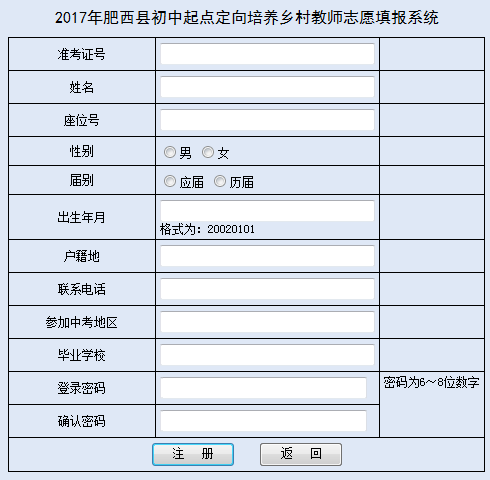 2017年肥西县初中起点定向培养乡村教师志愿填报系统
准考证号
姓名
座位号
性别 男 女
届别 应届 历届
出生年月
格式为：20020101
户籍地
联系电话
参加中考地区
毕业学校
登录密码 密码为6～8位数字
确认密码
注 册 返 回